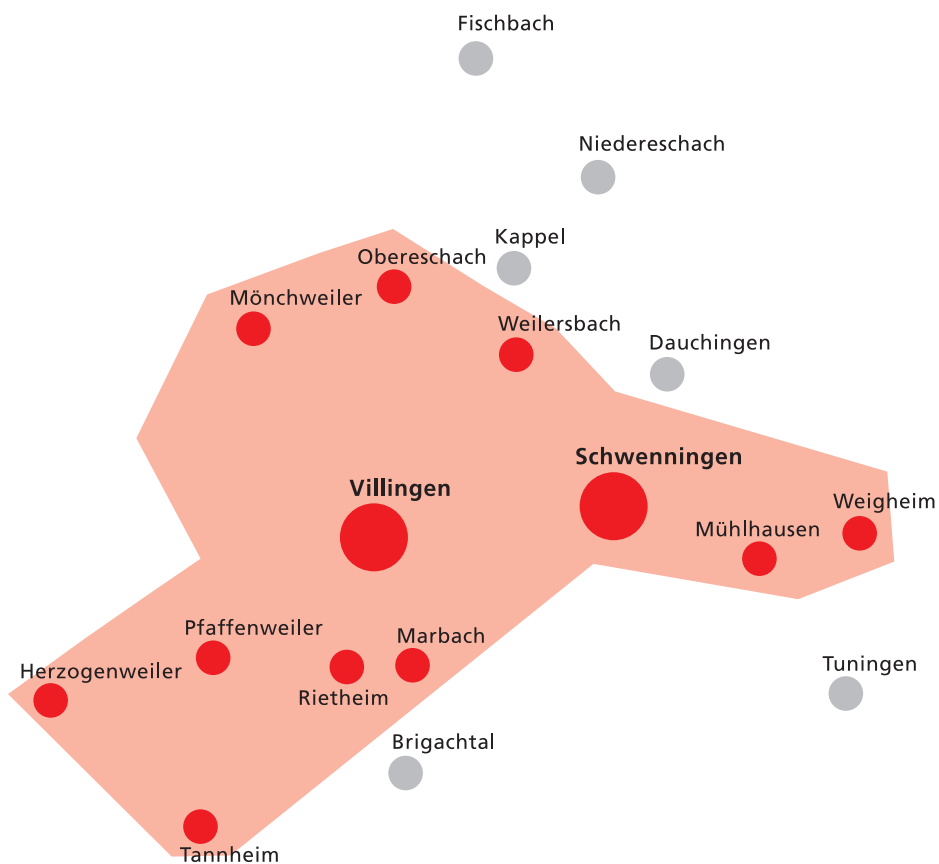 Fischbach
Niedereschach
Kappel
Obereschach
Mönchweiler
Weilersbach
Dauchingen
Schwenningen
Villingen
Weigheim
Mühlhausen
Pfaffenweiler
Marbach
Herzogenweiler
Tuningen
Rietheim
Brigachtal
Tannheim